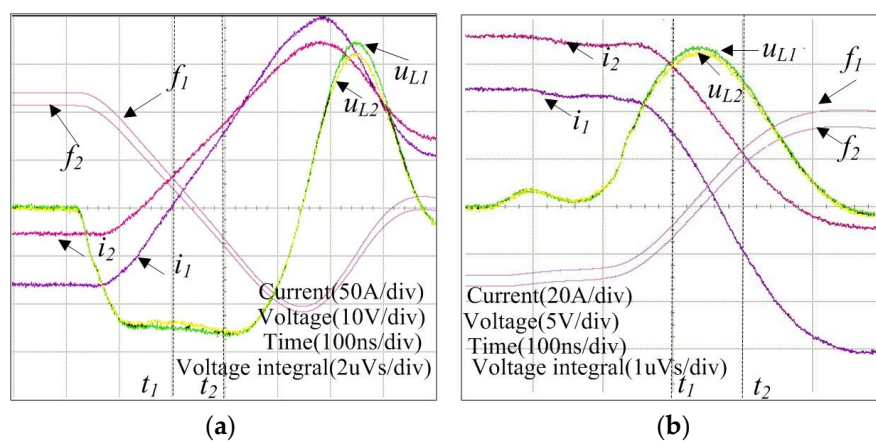 f1
f2
uL1
uL2
i2
i1
Current(50A/div)
Voltage(10V/div)
Time(100ns/div)
Voltage integral(2uVs/div)
t1
t2
(a)
i2
i1
uL1
uL2
f1
f2
Current(20A/div)
Voltage(5V/div)
Time(100ns/div)
Voltage integral(1uVs/div)
t1
t2
(b)